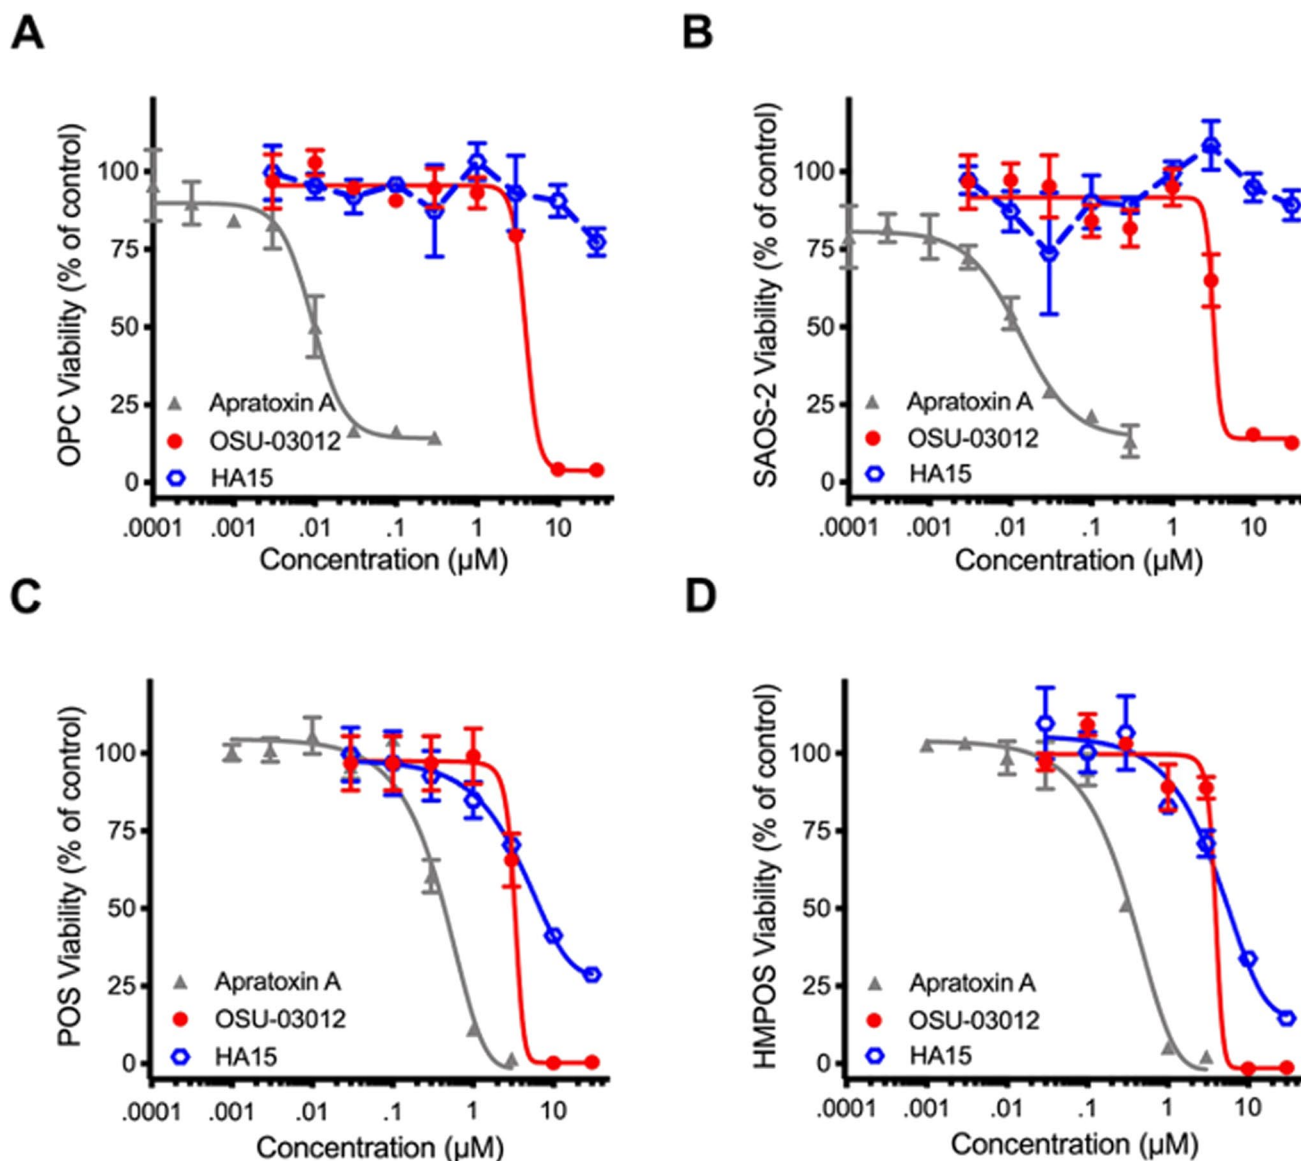 A
OPC Viability (% of control)
100
75
50
25
0
Apratoxin A
OSU-03012
HA15
.0001 .001 .01 .1 1 10
Concentration (µM)
B
SAOS-2 Viability (% of control)
100
75
50
25
0
Apratoxin A
OSU-03012
HA15
.0001 .001 .01 .1 1 10
Concentration (µM)
C
POS Viability (% of control)
100
75
50
25
0
Apratoxin A
OSU-03012
HA15
.0001 .001 .01 .1 1 10
Concentration (µM)
D
HMPOS Viability (% of control)
100
75
50
25
0
Apratoxin A
OSU-03012
HA15
.0001 .001 .01 .1 1 10
Concentration (µM)